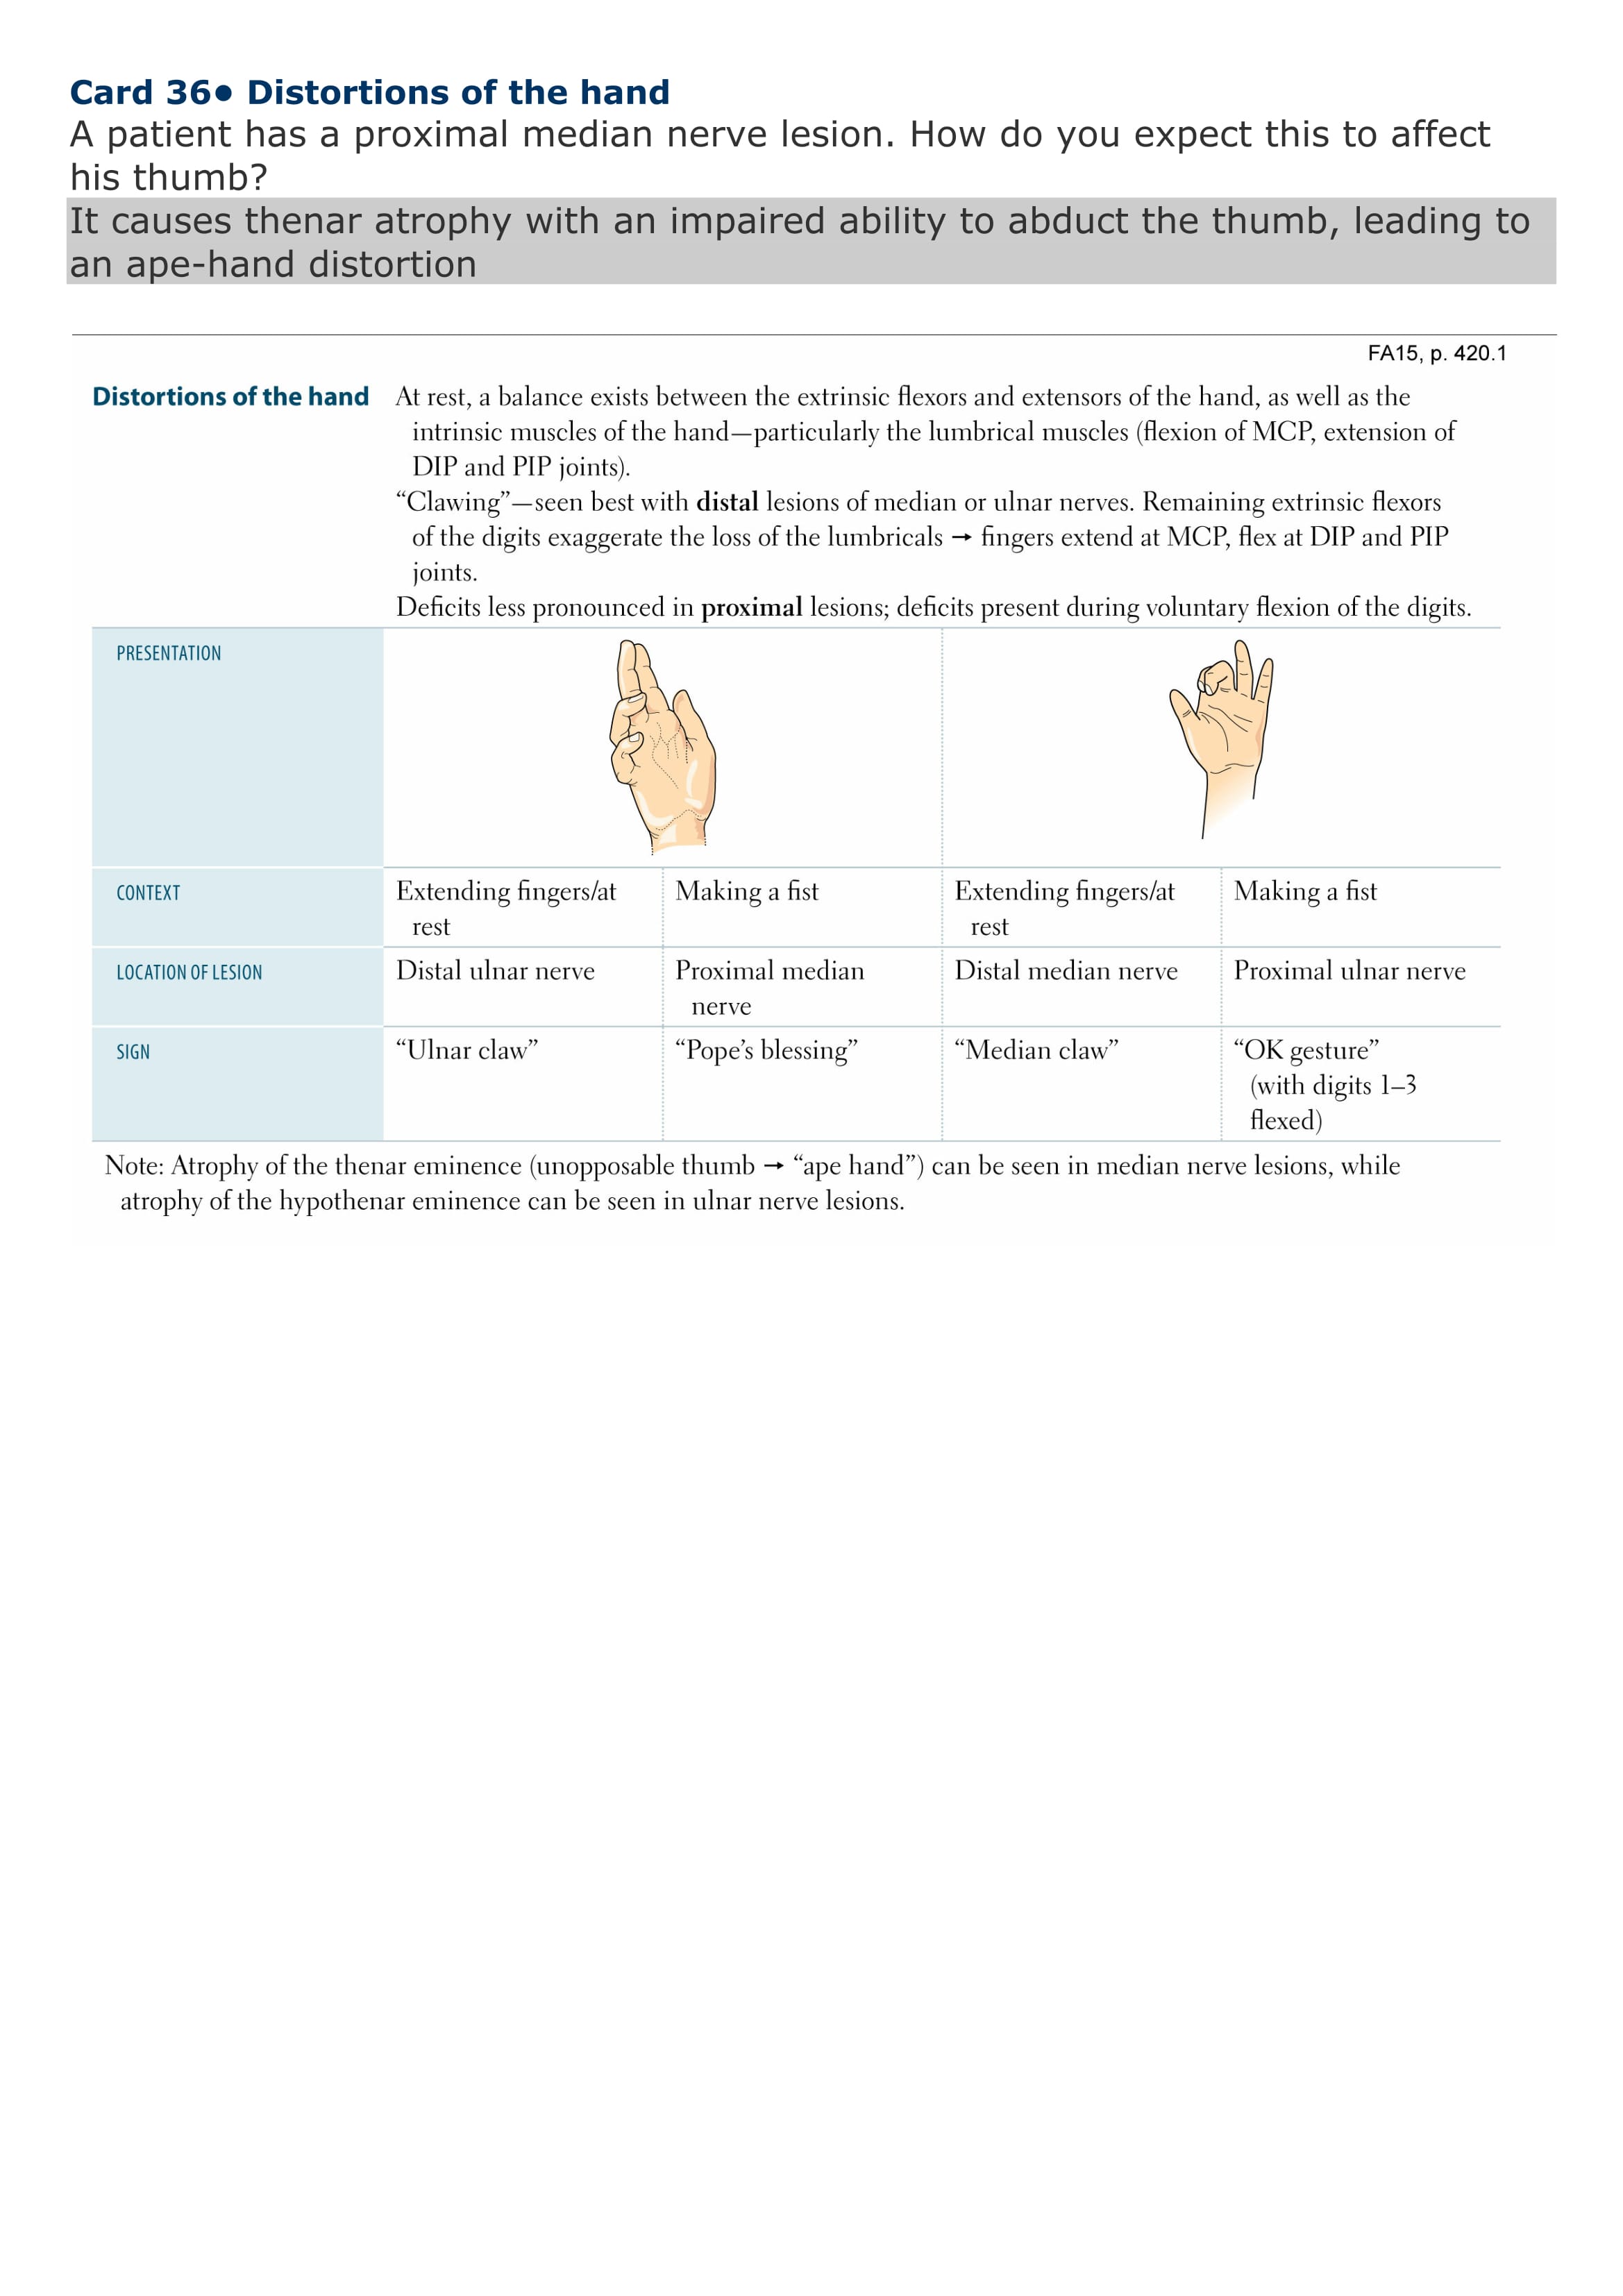 Card 36• Distortions of the hand
A patient has a proximal median nerve lesion. How do you expect this to affect
his thumb?
It causes thenar atrophy with an impaired ability to abduct the thumb, leading to
an ape-hand distortion
FA15, p. 420.1
Distortions of the hand
At rest, a balance exists between the extrinsic flexors and extensors of the hand, as well as the
intrinsic muscles of the hand—particularly the lumbrical muscles (flexion of MCP, extension of
DIP and PIP joints).
“Clawing”—seen best with distal lesions of median or ulnar nerves. Remaining extrinsic flexors
of the digits exaggerate the loss of the lumbricals → fingers extend at MCP, flex at DIP and PIP
joints.
Deficits less pronounced in proximal lesions; deficits present during voluntary flexion of the digits.
PRESENTATION
CONTEXT
Extending fingers/at
rest
Making a fist
Extending fingers/at
rest
Making a fist
LOCATION OF LESION
Distal ulnar nerve
Proximal median
nerve
Distal median nerve
Proximal ulnar nerve
SIGN
“Ulnar claw”
“Pope’s blessing”
“Median claw”
“OK gesture”
(with digits 1–3
flexed)
Note: Atrophy of the thenar eminence (unopposable thumb → “ape hand”) can be seen in median nerve lesions, while
atrophy of the hypothenar eminence can be seen in ulnar nerve lesions.